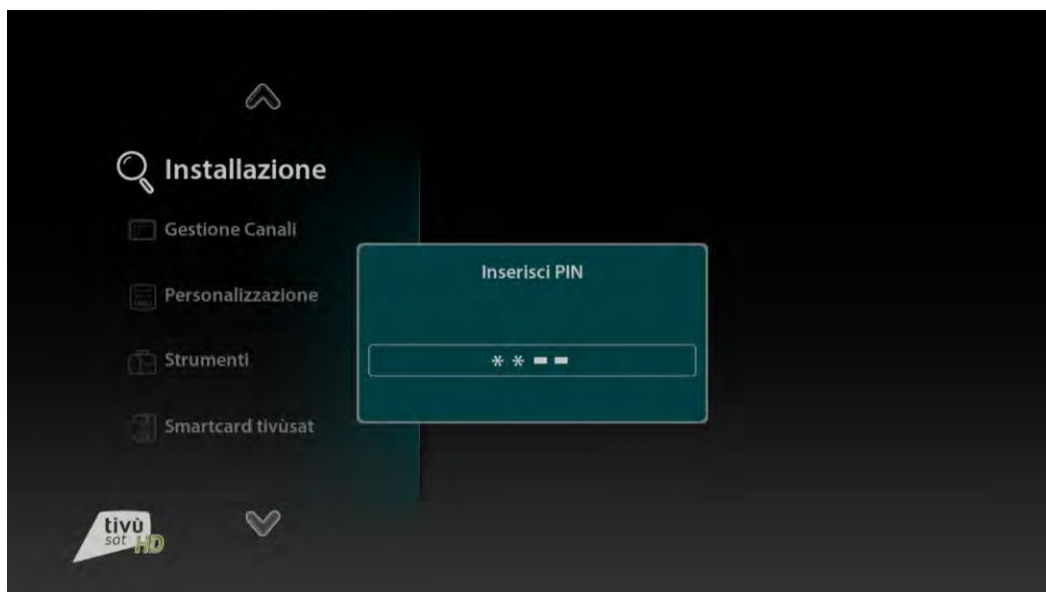 Installazione
Gestione Canali
Inserisci PIN
Personalizzazione
* * - -
Strumenti
Smartcard tivùsat
tivù
sat HD